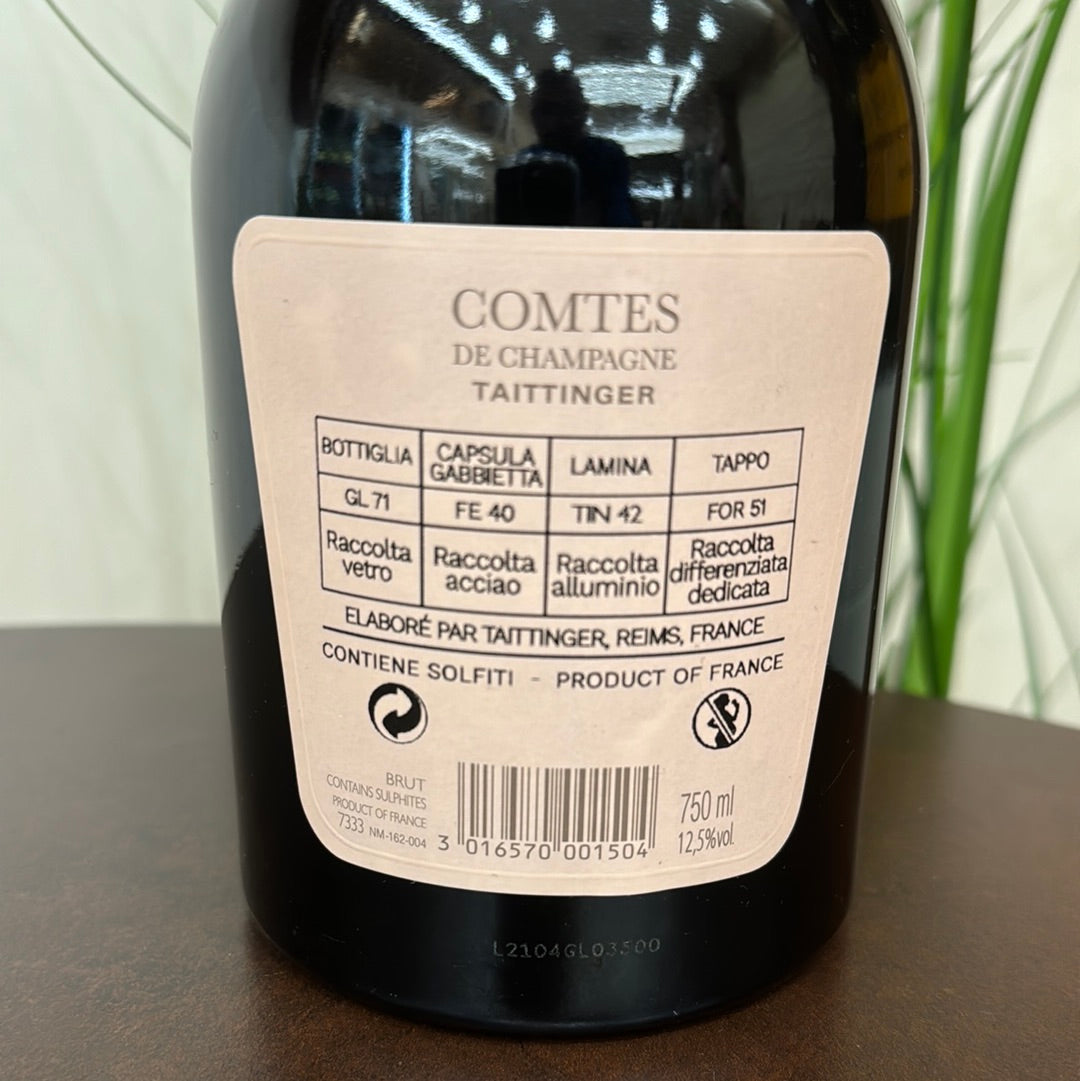 COMTES
DE CHAMPAGNE
TAITTINGER
BOTTIGLIA CAPSULA GABBIETTA LAMINA TAPPO
GL 71 FE 40 TIN 42 FOR 51
Raccolta vetro Raccolta acciao Raccolta alluminio Raccolta differenziata dedicata
ELABORÉ PAR TAITTINGER, REIMS, FRANCE
CONTIENE SOLFITI - PRODUCT OF FRANCE
BRUT
CONTAINS SULPHITES
PRODUCT OF FRANCE
7333 NM-162-004
3 016570 001504
750 ml
12,5%vol.
L2104GL03500